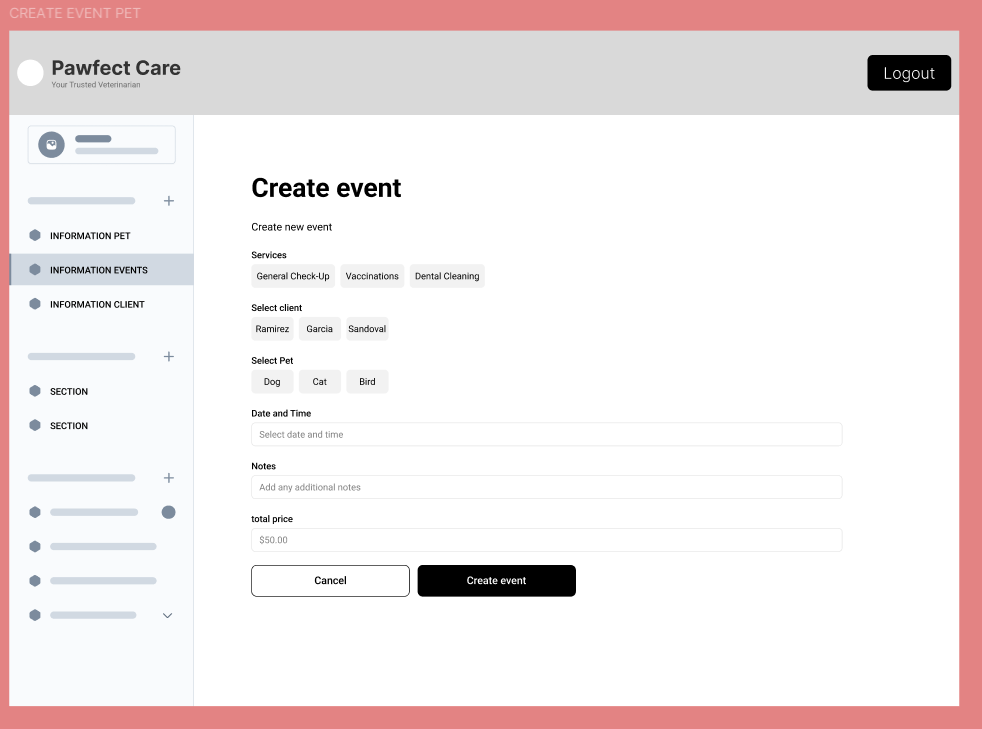 CREATE EVENT PET
Pawfect Care
Your Trusted Veterinarian
Logout
INFORMATION PET
INFORMATION EVENTS
INFORMATION CLIENT
SECTION
SECTION
Create event
Create new event
Services
General Check-Up Vaccinations Dental Cleaning
Select client
Ramirez Garcia Sandoval
Select Pet
Dog Cat Bird
Date and Time
Select date and time
Notes
Add any additional notes
total price
$50.00
Cancel Create event